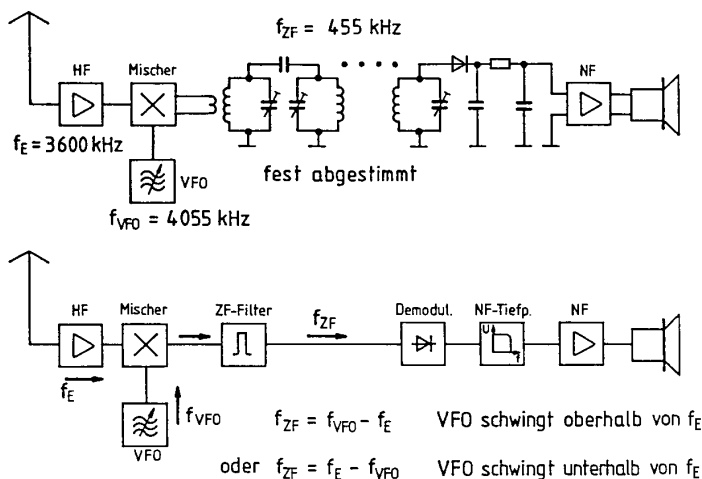 f_ZF = 455 kHz
HF Mischer NF
f_E = 3600 kHz
VFO
fest abgestimmt
f_VFO = 4055 kHz
HF Mischer ZF-Filter f_ZF Demodul. NF-Tiefp. NF
U
f
f_E
f_VFO
VFO
f_ZF = f_VFO – f_E VFO schwingt oberhalb von f_E
oder f_ZF = f_E – f_VFO VFO schwingt unterhalb von f_E